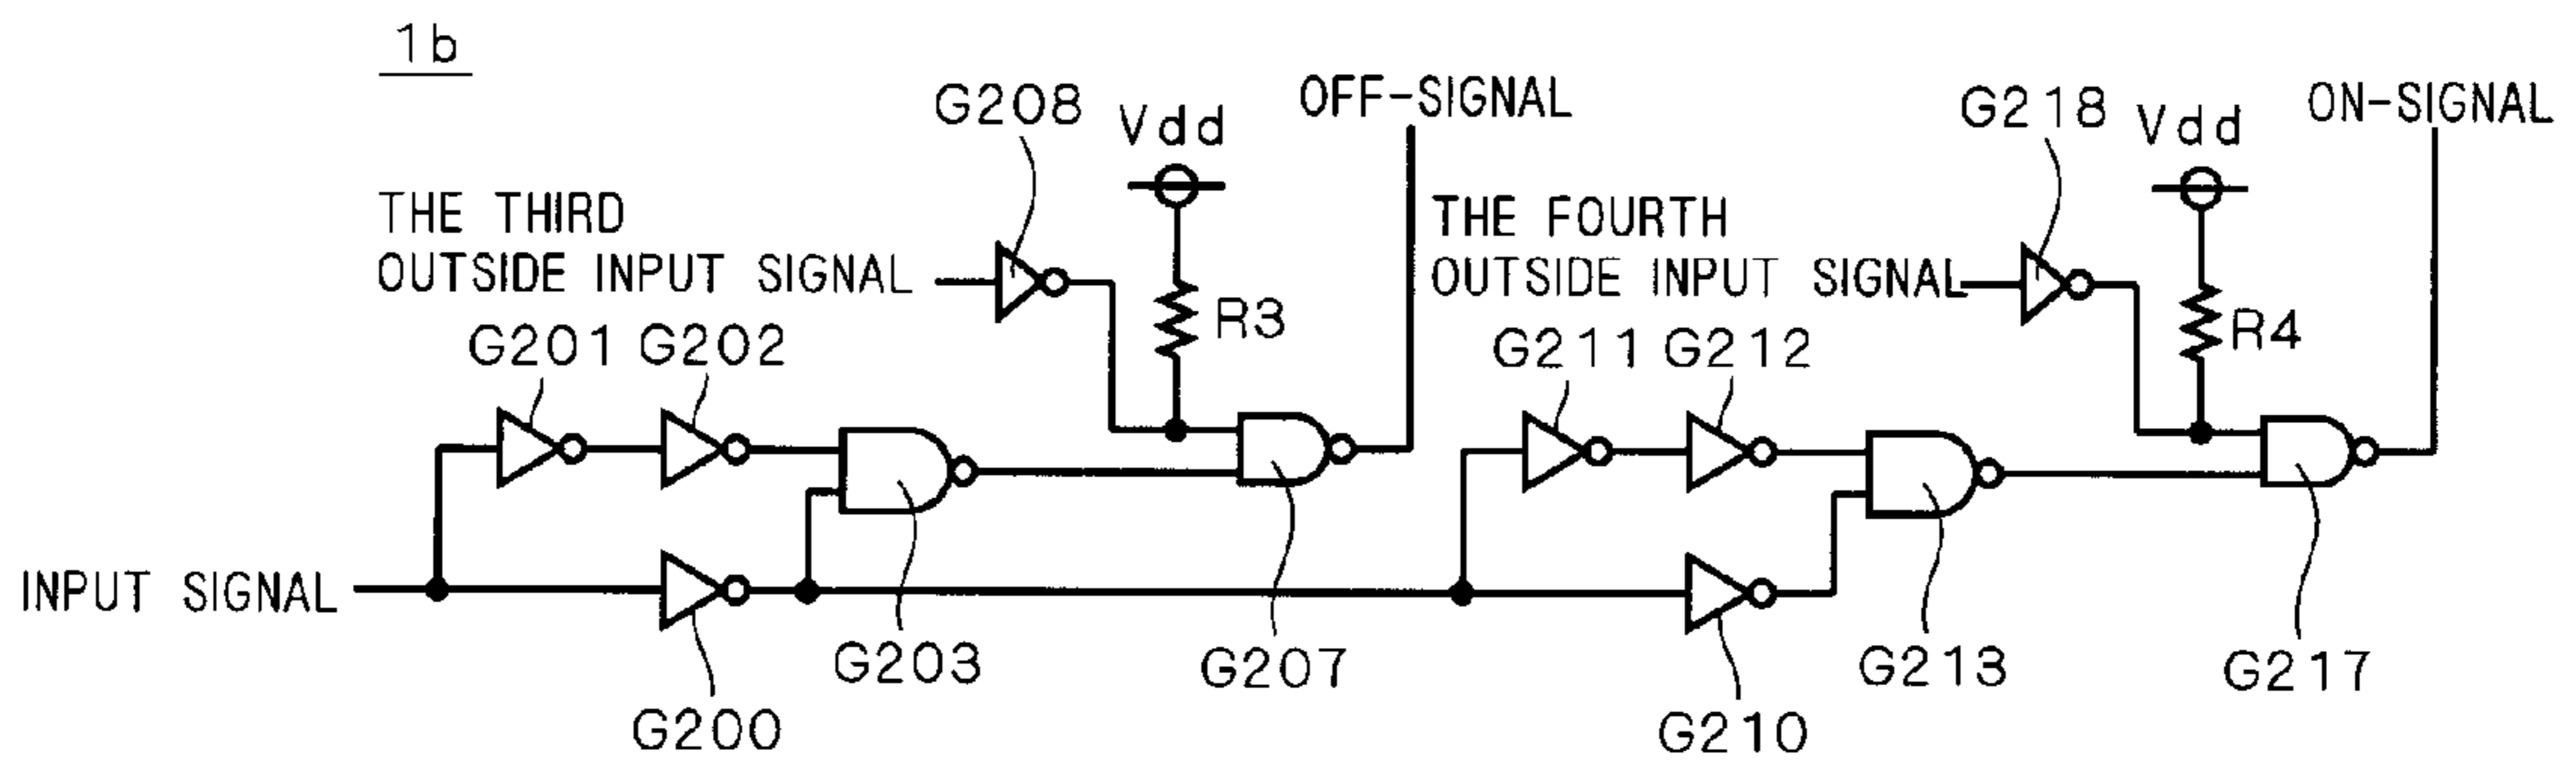 1b
G208
Vdd
OFF-SIGNAL
G218
Vdd
ON-SIGNAL
THE THIRD
OUTSIDE INPUT SIGNAL
THE FOURTH
OUTSIDE INPUT SIGNAL
R3
R4
G201
G202
G211
G212
INPUT SIGNAL
G203
G207
G213
G217
G200
G210